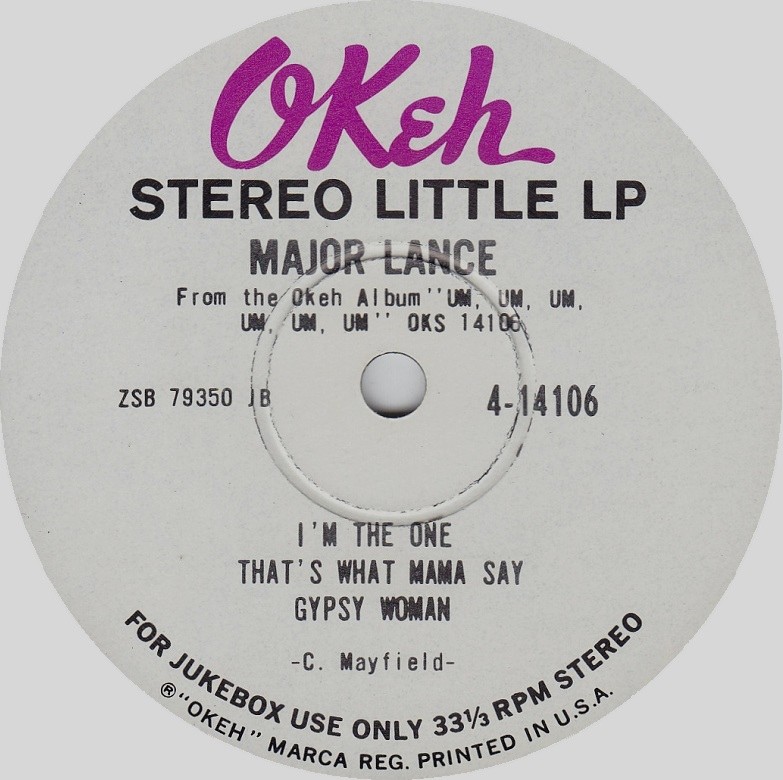 OKeh
STEREO LITTLE LP
MAJOR LANCE
From the Okeh Album "UM, UM, UM,
UM, UM, UM" OKS 14106
ZSB 79350 JB
4-14106
I'M THE ONE
THAT'S WHAT MAMA SAY
GYPSY WOMAN
-C. Mayfield-
FOR JUKEBOX USE ONLY 33⅓ RPM STEREO
® "OKEH" MARCA REG. PRINTED IN U.S.A.